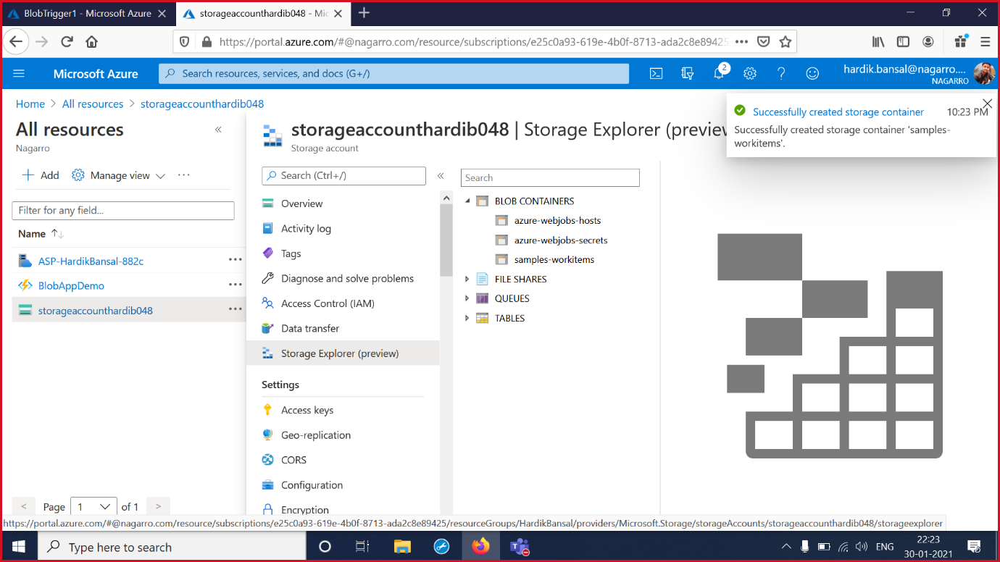 BlobTrigger1 - Microsoft Azure
storageaccounthardib048 - Mic
https://portal.azure.com/#@nagarro.com/resource/subscriptions/e25c0a93-619e-4b0f-8713-ada2c8e89425
Microsoft Azure
Search resources, services, and docs (G+/)
2
hardik.bansal@nagarro....
NAGARRO
Home > All resources > storageaccounthardib048
Successfully created storage container 10:23 PM
Successfully created storage container 'samples-
workitems'.
All resources
Nagarro
Add
Manage view
Filter for any field...
Name
ASP-HardikBansal-882c
BlobAppDemo
storageaccounthardib048
< Page 1 of 1 >
storageaccounthardib048 | Storage Explorer (preview
Storage account
Search (Ctrl+/)
Overview
Activity log
Tags
Diagnose and solve problems
Access Control (IAM)
Data transfer
Storage Explorer (preview)
Settings
Access keys
Geo-replication
CORS
Configuration
Encryption
Search
BLOB CONTAINERS
azure-webjobs-hosts
azure-webjobs-secrets
samples-workitems
FILE SHARES
QUEUES
TABLES
https://portal.azure.com/#@nagarro.com/resource/subscriptions/e25c0a93-619e-4b0f-8713-ada2c8e89425/resourceGroups/HardikBansal/providers/Microsoft.Storage/storageAccounts/storageaccounthardib048/storageexplorer
Type here to search
ENG
22:23
30-01-2021